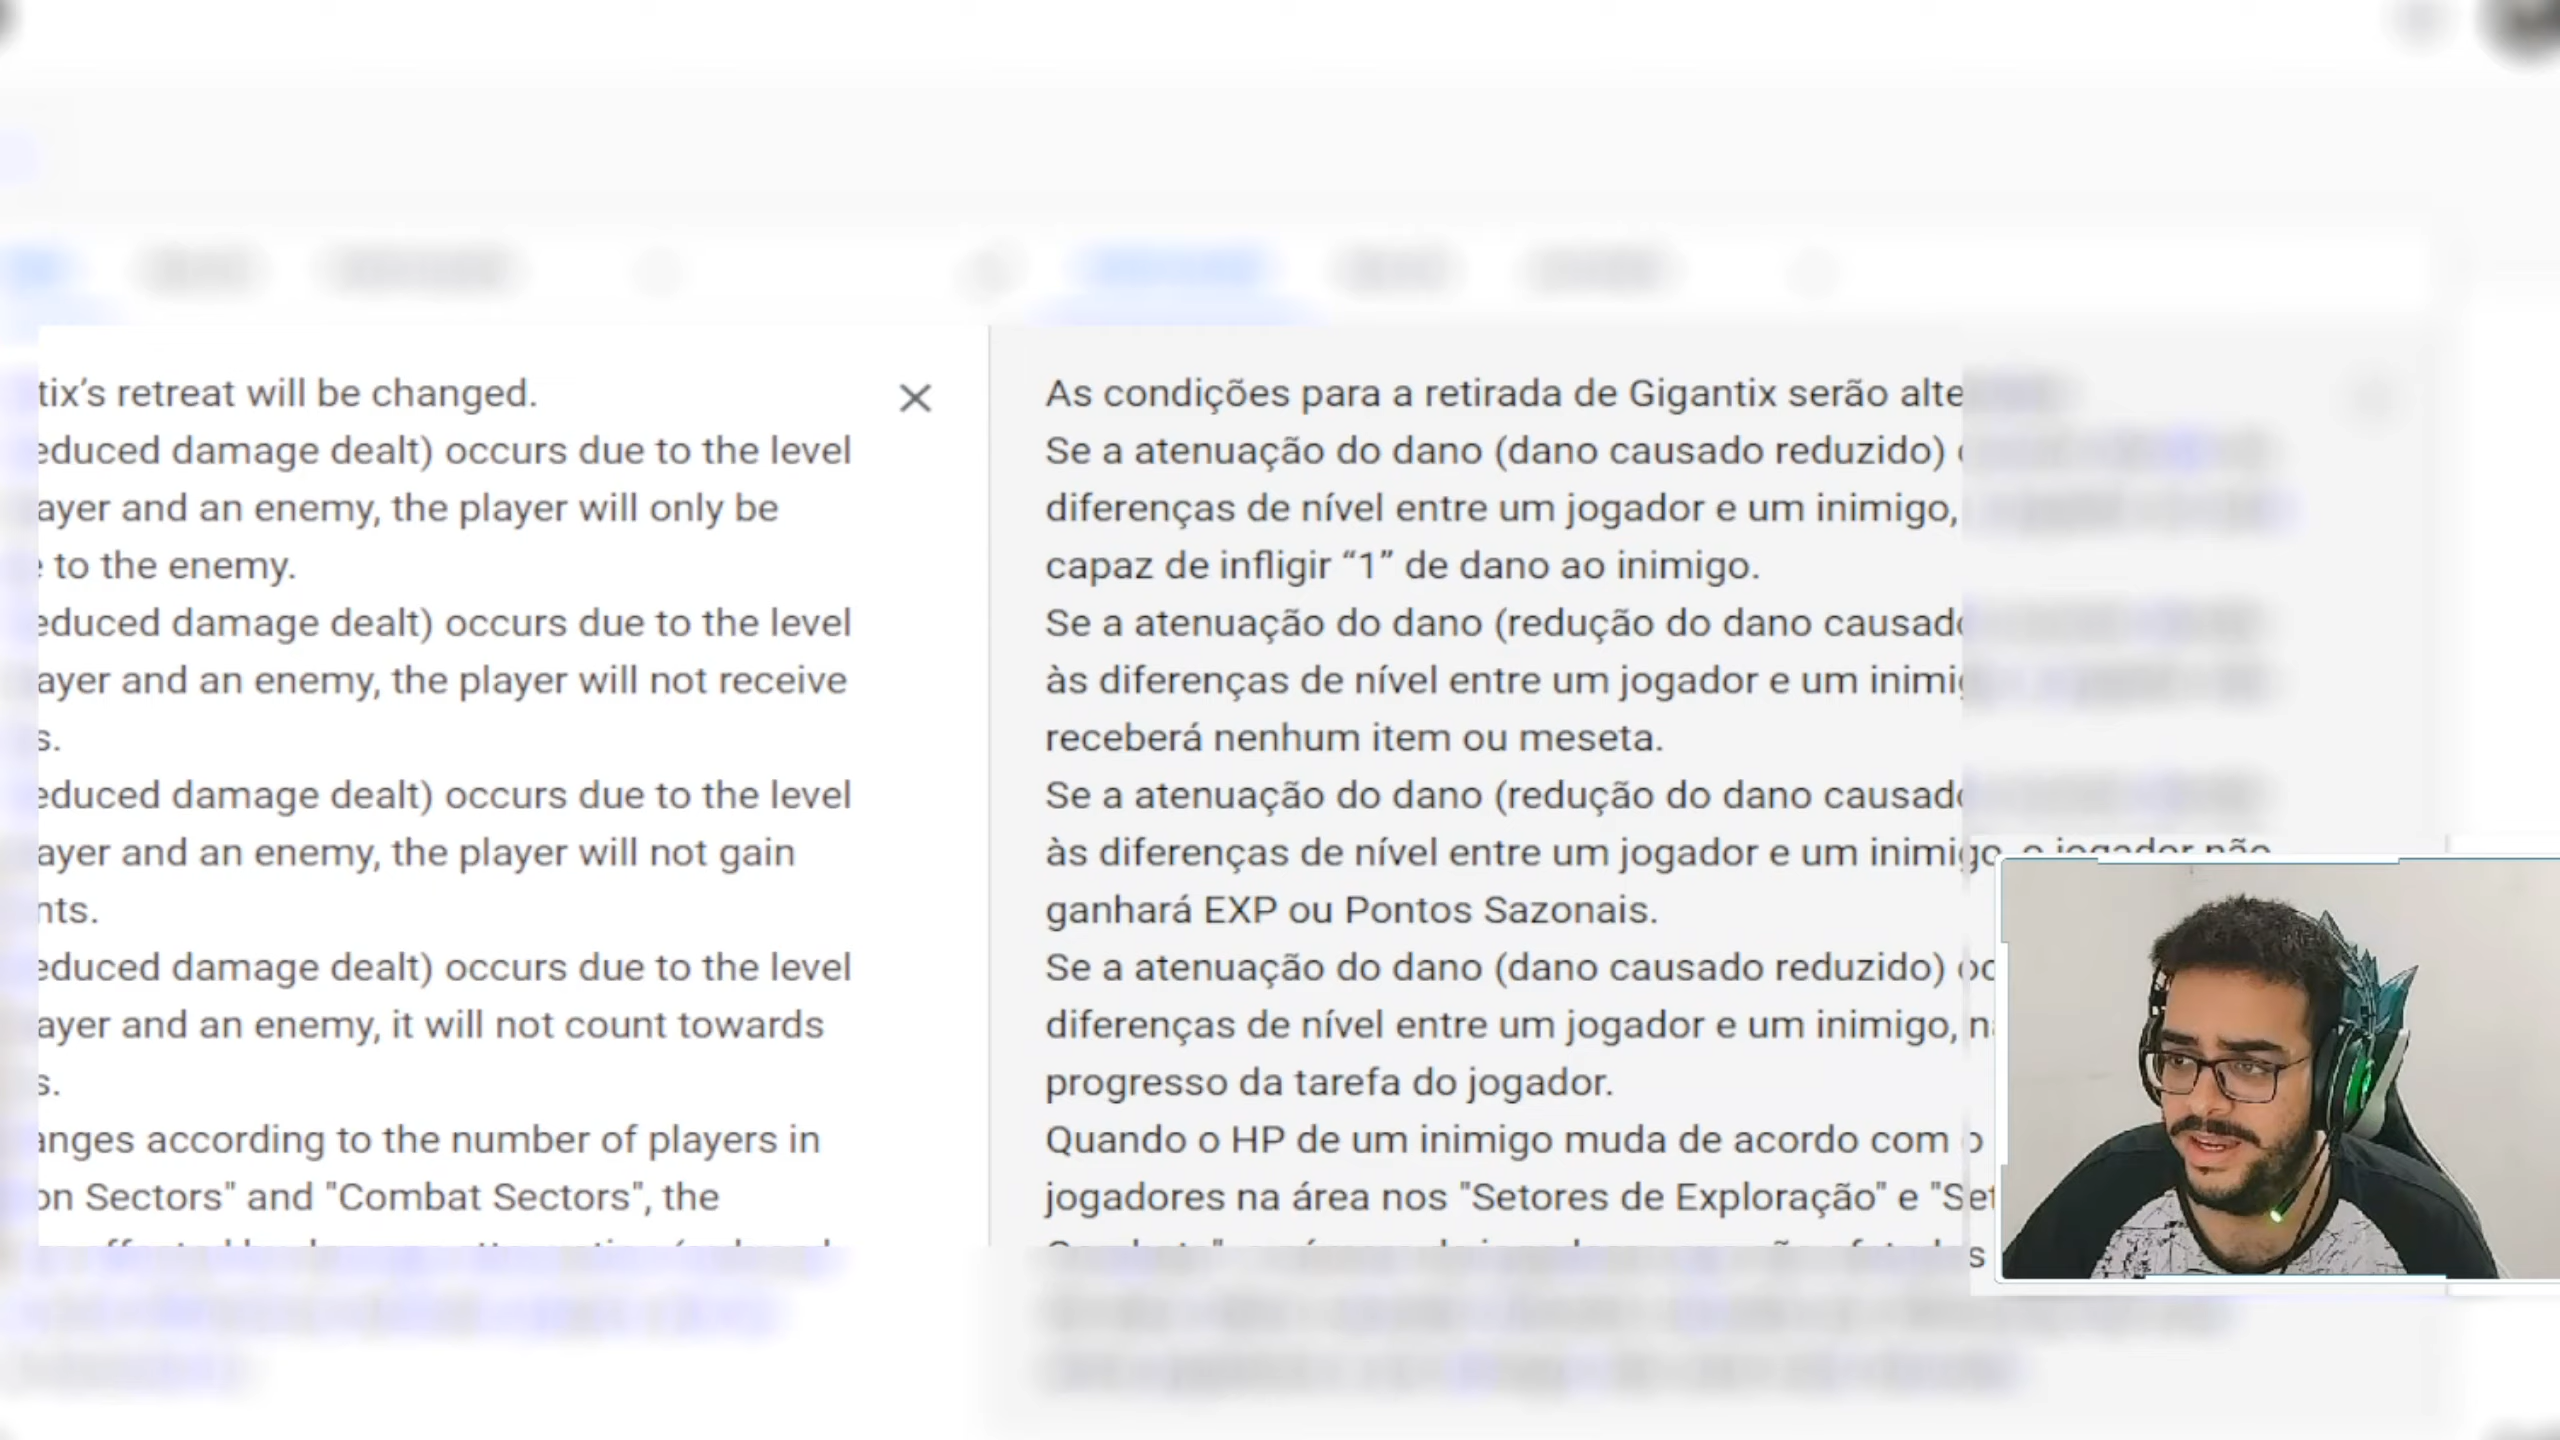 tix's retreat will be changed.
educed damage dealt) occurs due to the level
ayer and an enemy, the player will only be
to the enemy.
educed damage dealt) occurs due to the level
ayer and an enemy, the player will not receive
s.
educed damage dealt) occurs due to the level
ayer and an enemy, the player will not gain
nts.
educed damage dealt) occurs due to the level
ayer and an enemy, it will not count towards
s.
anges according to the number of players in
on Sectors" and "Combat Sectors", the
As condições para a retirada de Gigantix serão alte
Se a atenuação do dano (dano causado reduzido)
diferenças de nível entre um jogador e um inimigo,
capaz de infligir “1” de dano ao inimigo.
Se a atenuação do dano (redução do dano causado
às diferenças de nível entre um jogador e um inimig
receberá nenhum item ou meseta.
Se a atenuação do dano (redução do dano causado
às diferenças de nível entre um jogador e um inimigo, o jogador não
ganhará EXP ou Pontos Sazonais.
Se a atenuação do dano (dano causado reduzido) oc
diferenças de nível entre um jogador e um inimigo, n
progresso da tarefa do jogador.
Quando o HP de um inimigo muda de acordo com o
jogadores na área nos "Setores de Exploração" e "Set